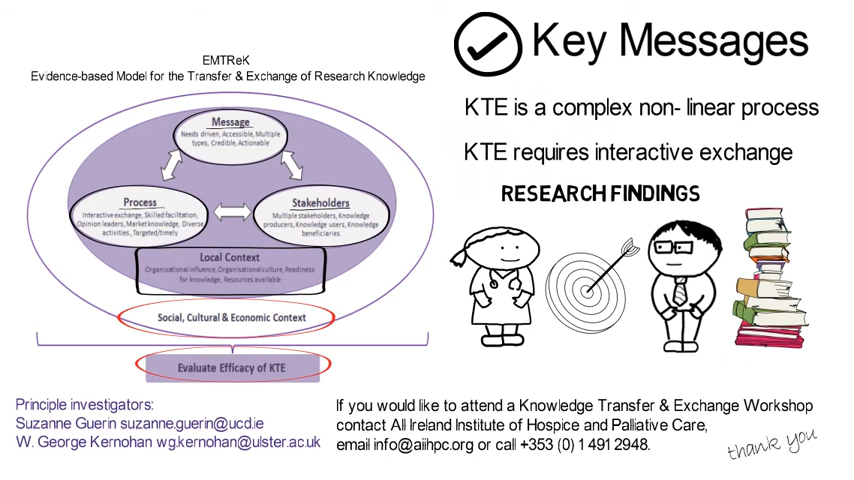 EMTReK
Evidence-based Model for the Transfer & Exchange of Research Knowledge
Message
Needs driven, Accessible, Multiple
types, Credible, Actionable
Process
Interactive exchange, Skilled facilitation,
Opinion leaders, Market knowledge, Diverse
activities, Targeted/timely
Stakeholders
Multiple stakeholders, Knowledge
producers, Knowledge users, Knowledge
beneficiaries
Local Context
Organisational influence, Organisational culture, Readiness
for knowledge, Resources available
Social, Cultural & Economic Context
Evaluate Efficacy of KTE
Key Messages
KTE is a complex non- linear process
KTE requires interactive exchange
RESEARCH FINDINGS
Principle investigators:
Suzanne Guerin suzanne.guerin@ucd.ie
W. George Kernohan wg.kernohan@ulster.ac.uk
If you would like to attend a Knowledge Transfer & Exchange Workshop
contact All Ireland Institute of Hospice and Palliative Care,
email info@aiihpc.org or call +353 (0) 1 491 2948.
thank you